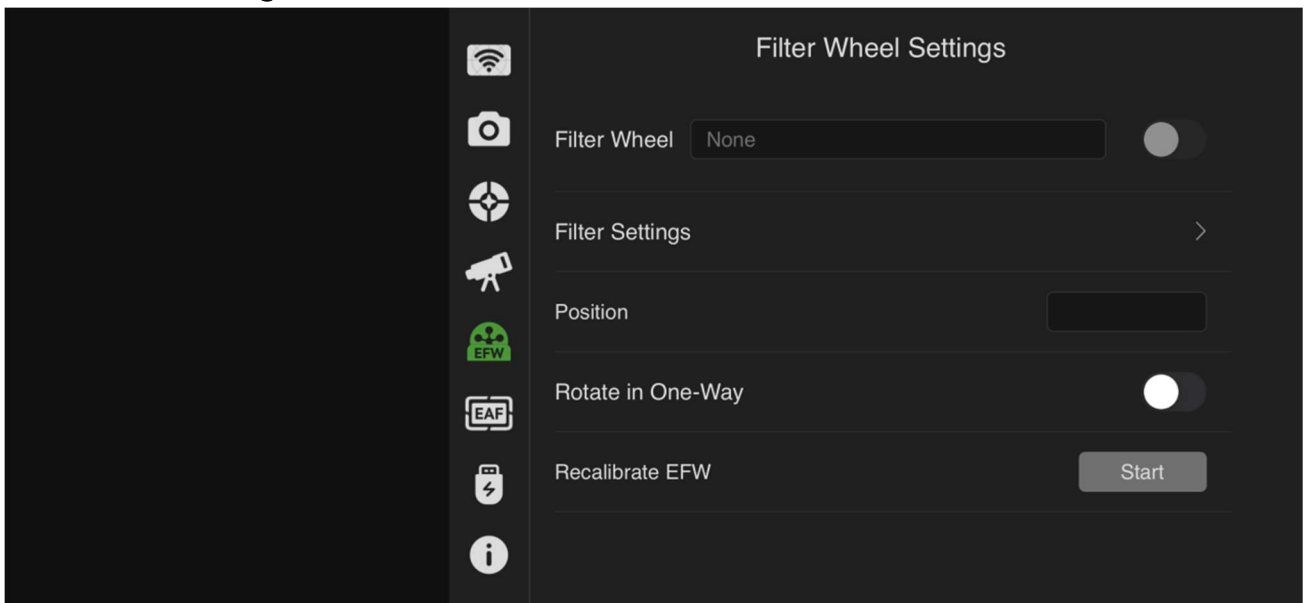 Filter Wheel Settings
Filter Wheel None
Filter Settings
Position
EFW
Rotate in One-Way
EAF
Recalibrate EFW Start